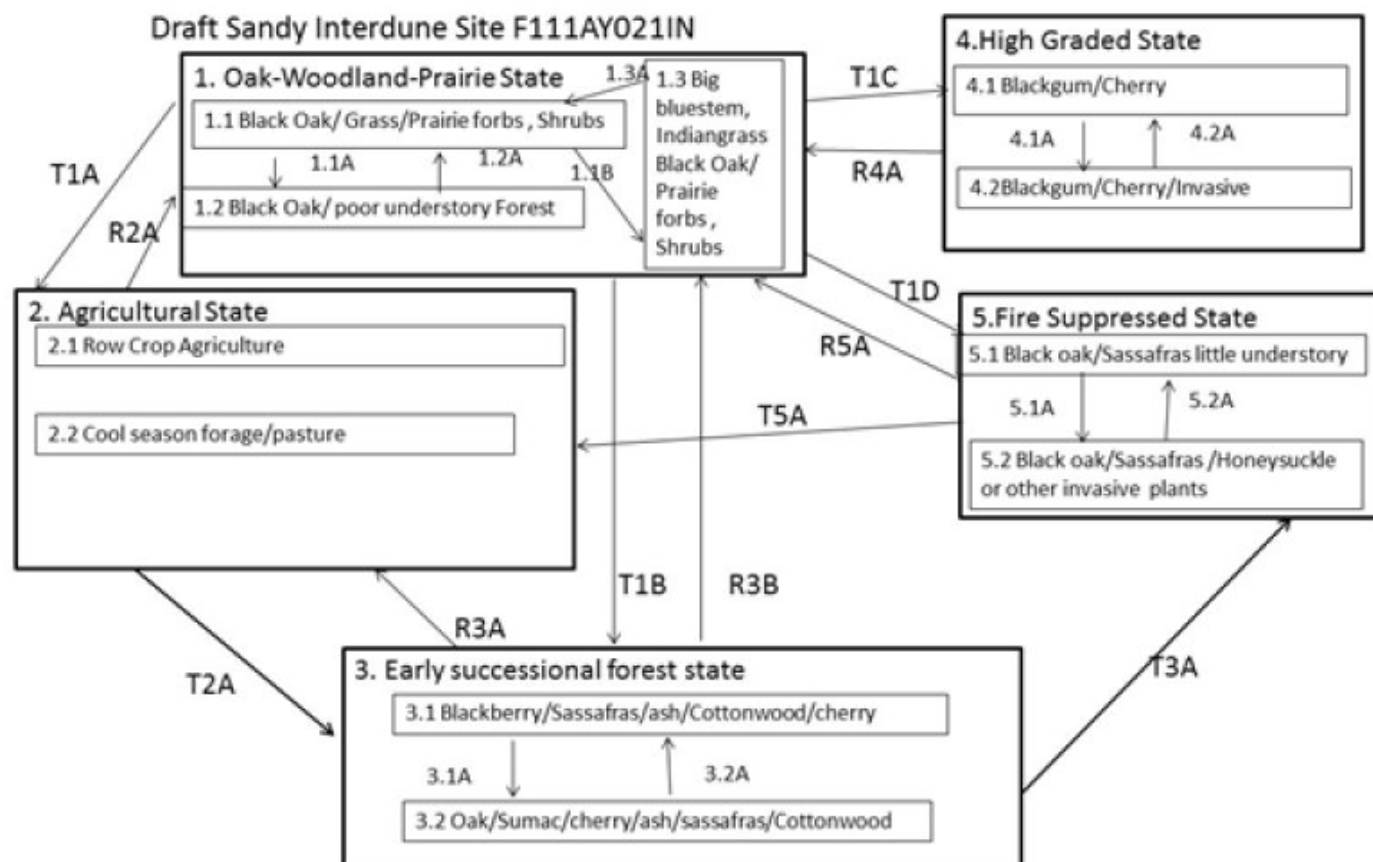 Draft Sandy Interdune Site F111AY021IN
1. Oak-Woodland-Prairie State
1.1 Black Oak/ Grass/Prairie forbs , Shrubs
1.1A
1.2A
1.2 Black Oak/ poor understory Forest
1.3A
1.1B
1.3 Big
bluestem,
Indiangrass
Black Oak/
Prairie
forbs ,
Shrubs
T1C
R4A
4.High Graded State
4.1 Blackgum/Cherry
4.1A
4.2A
4.2Blackgum/Cherry/Invasive
T1A
R2A
T1D
R5A
2. Agricultural State
2.1 Row Crop Agriculture
2.2 Cool season forage/pasture
T5A
5.Fire Suppressed State
5.1 Black oak/Sassafras little understory
5.1A
5.2A
5.2 Black oak/Sassafras /Honeysuckle
or other invasive plants
T1B
R3B
R3A
T2A
T3A
3. Early successional forest state
3.1 Blackberry/Sassafras/ash/Cottonwood/cherry
3.1A
3.2A
3.2 Oak/Sumac/cherry/ash/sassafras/Cottonwood